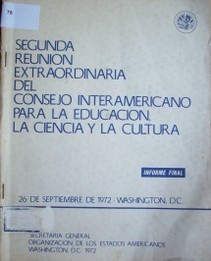 78
SEGUNDA
REUNION
EXTRAORDINARIA
DEL
CONSEJO INTERAMERICANO
PARA LA EDUCACION,
LA CIENCIA Y LA CULTURA
INFORME FINAL
26 DE SEPTIEMBRE DE 1972 - WASHINGTON, D.C.
SECRETARIA GENERAL
ORGANIZACION DE LOS ESTADOS AMERICANOS
WASHINGTON, D.C. 1972